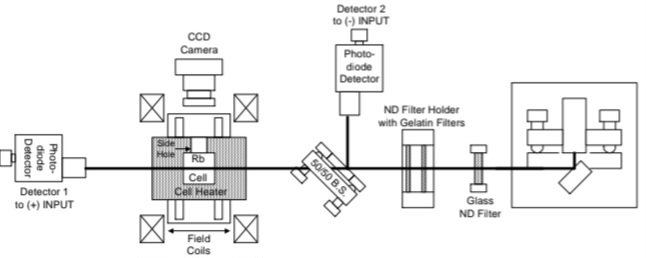 Detector 2
to (-) INPUT
CCD
Camera
Photo-
diode
Detector
ND Filter Holder
with Gelatin Filters
Photo-
diode
Detector
Side
Hole
Rb
Cell
Cell Heater
50/50 B.S.
Detector 1
to (+) INPUT
Glass
ND Filter
Field
Coils